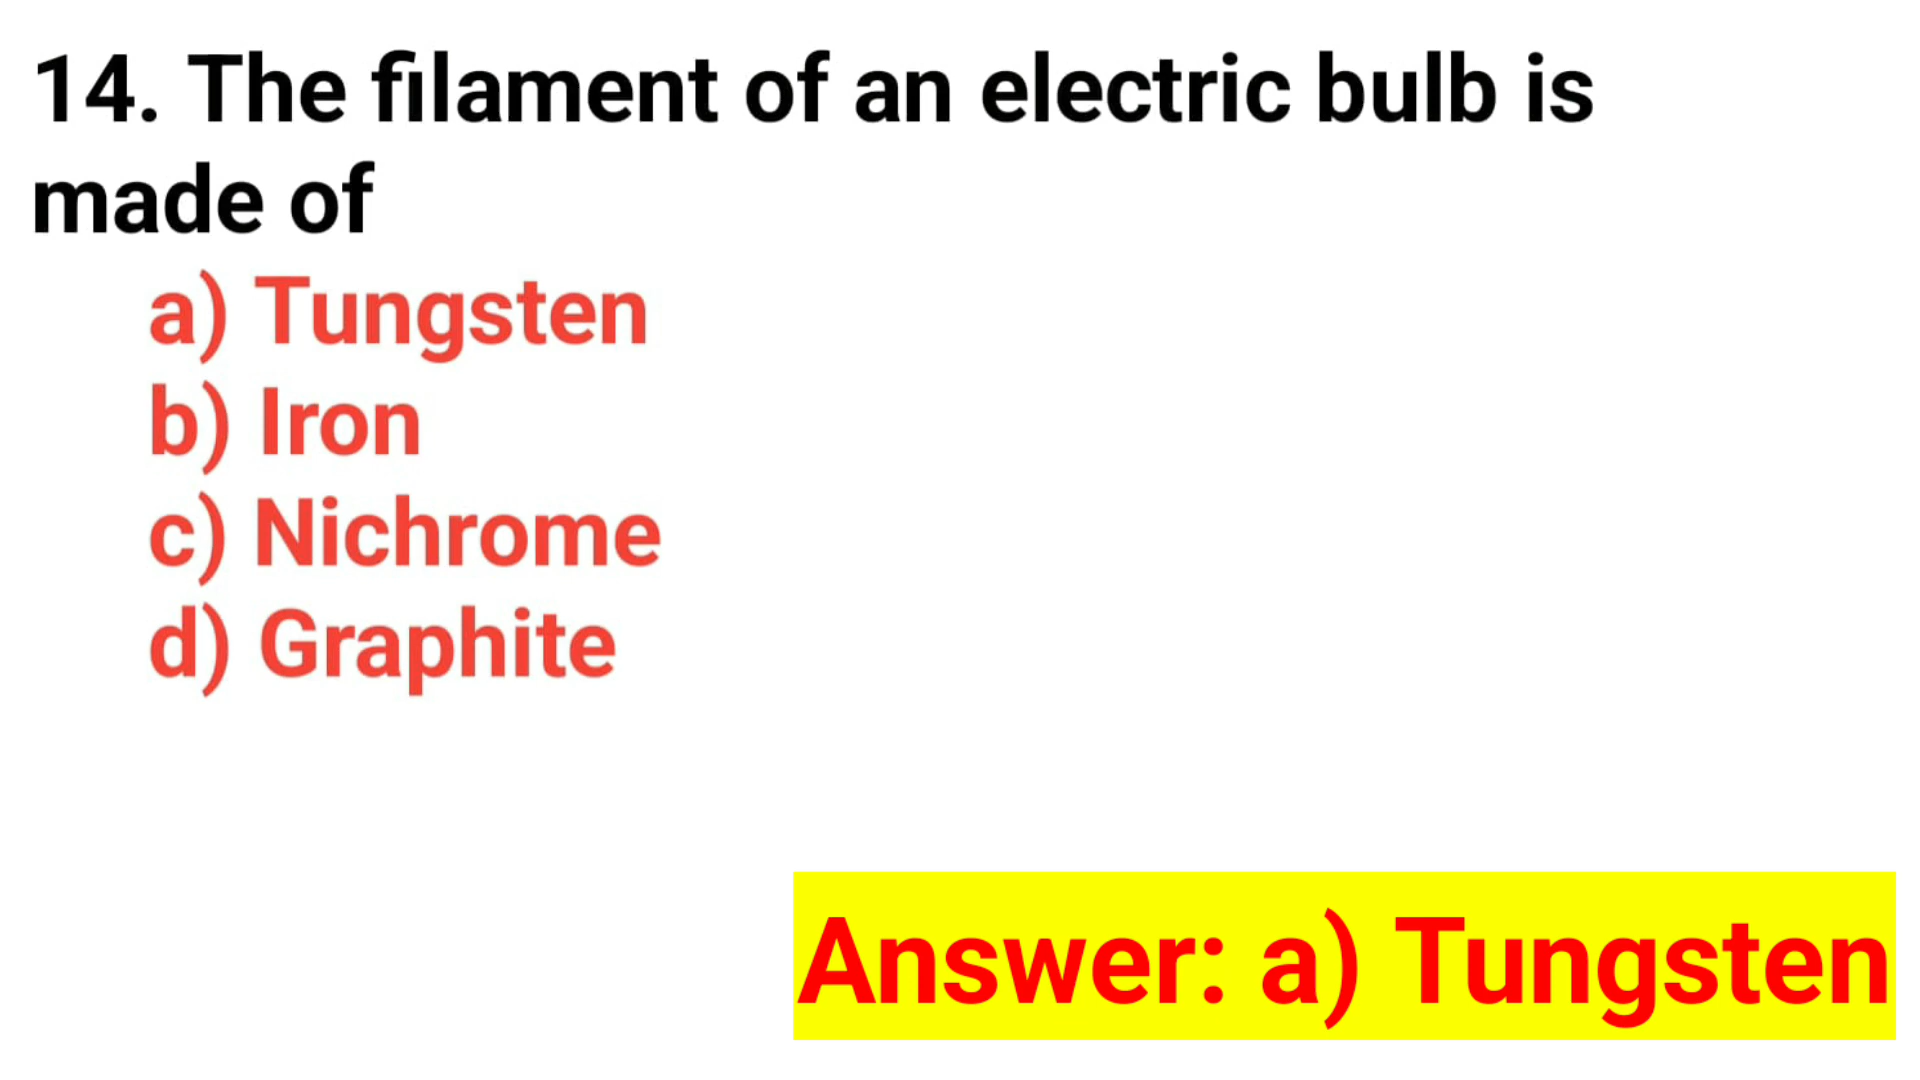 14. The filament of an electric bulb is
made of
a) Tungsten
b) Iron
c) Nichrome
d) Graphite
Answer: a) Tungsten